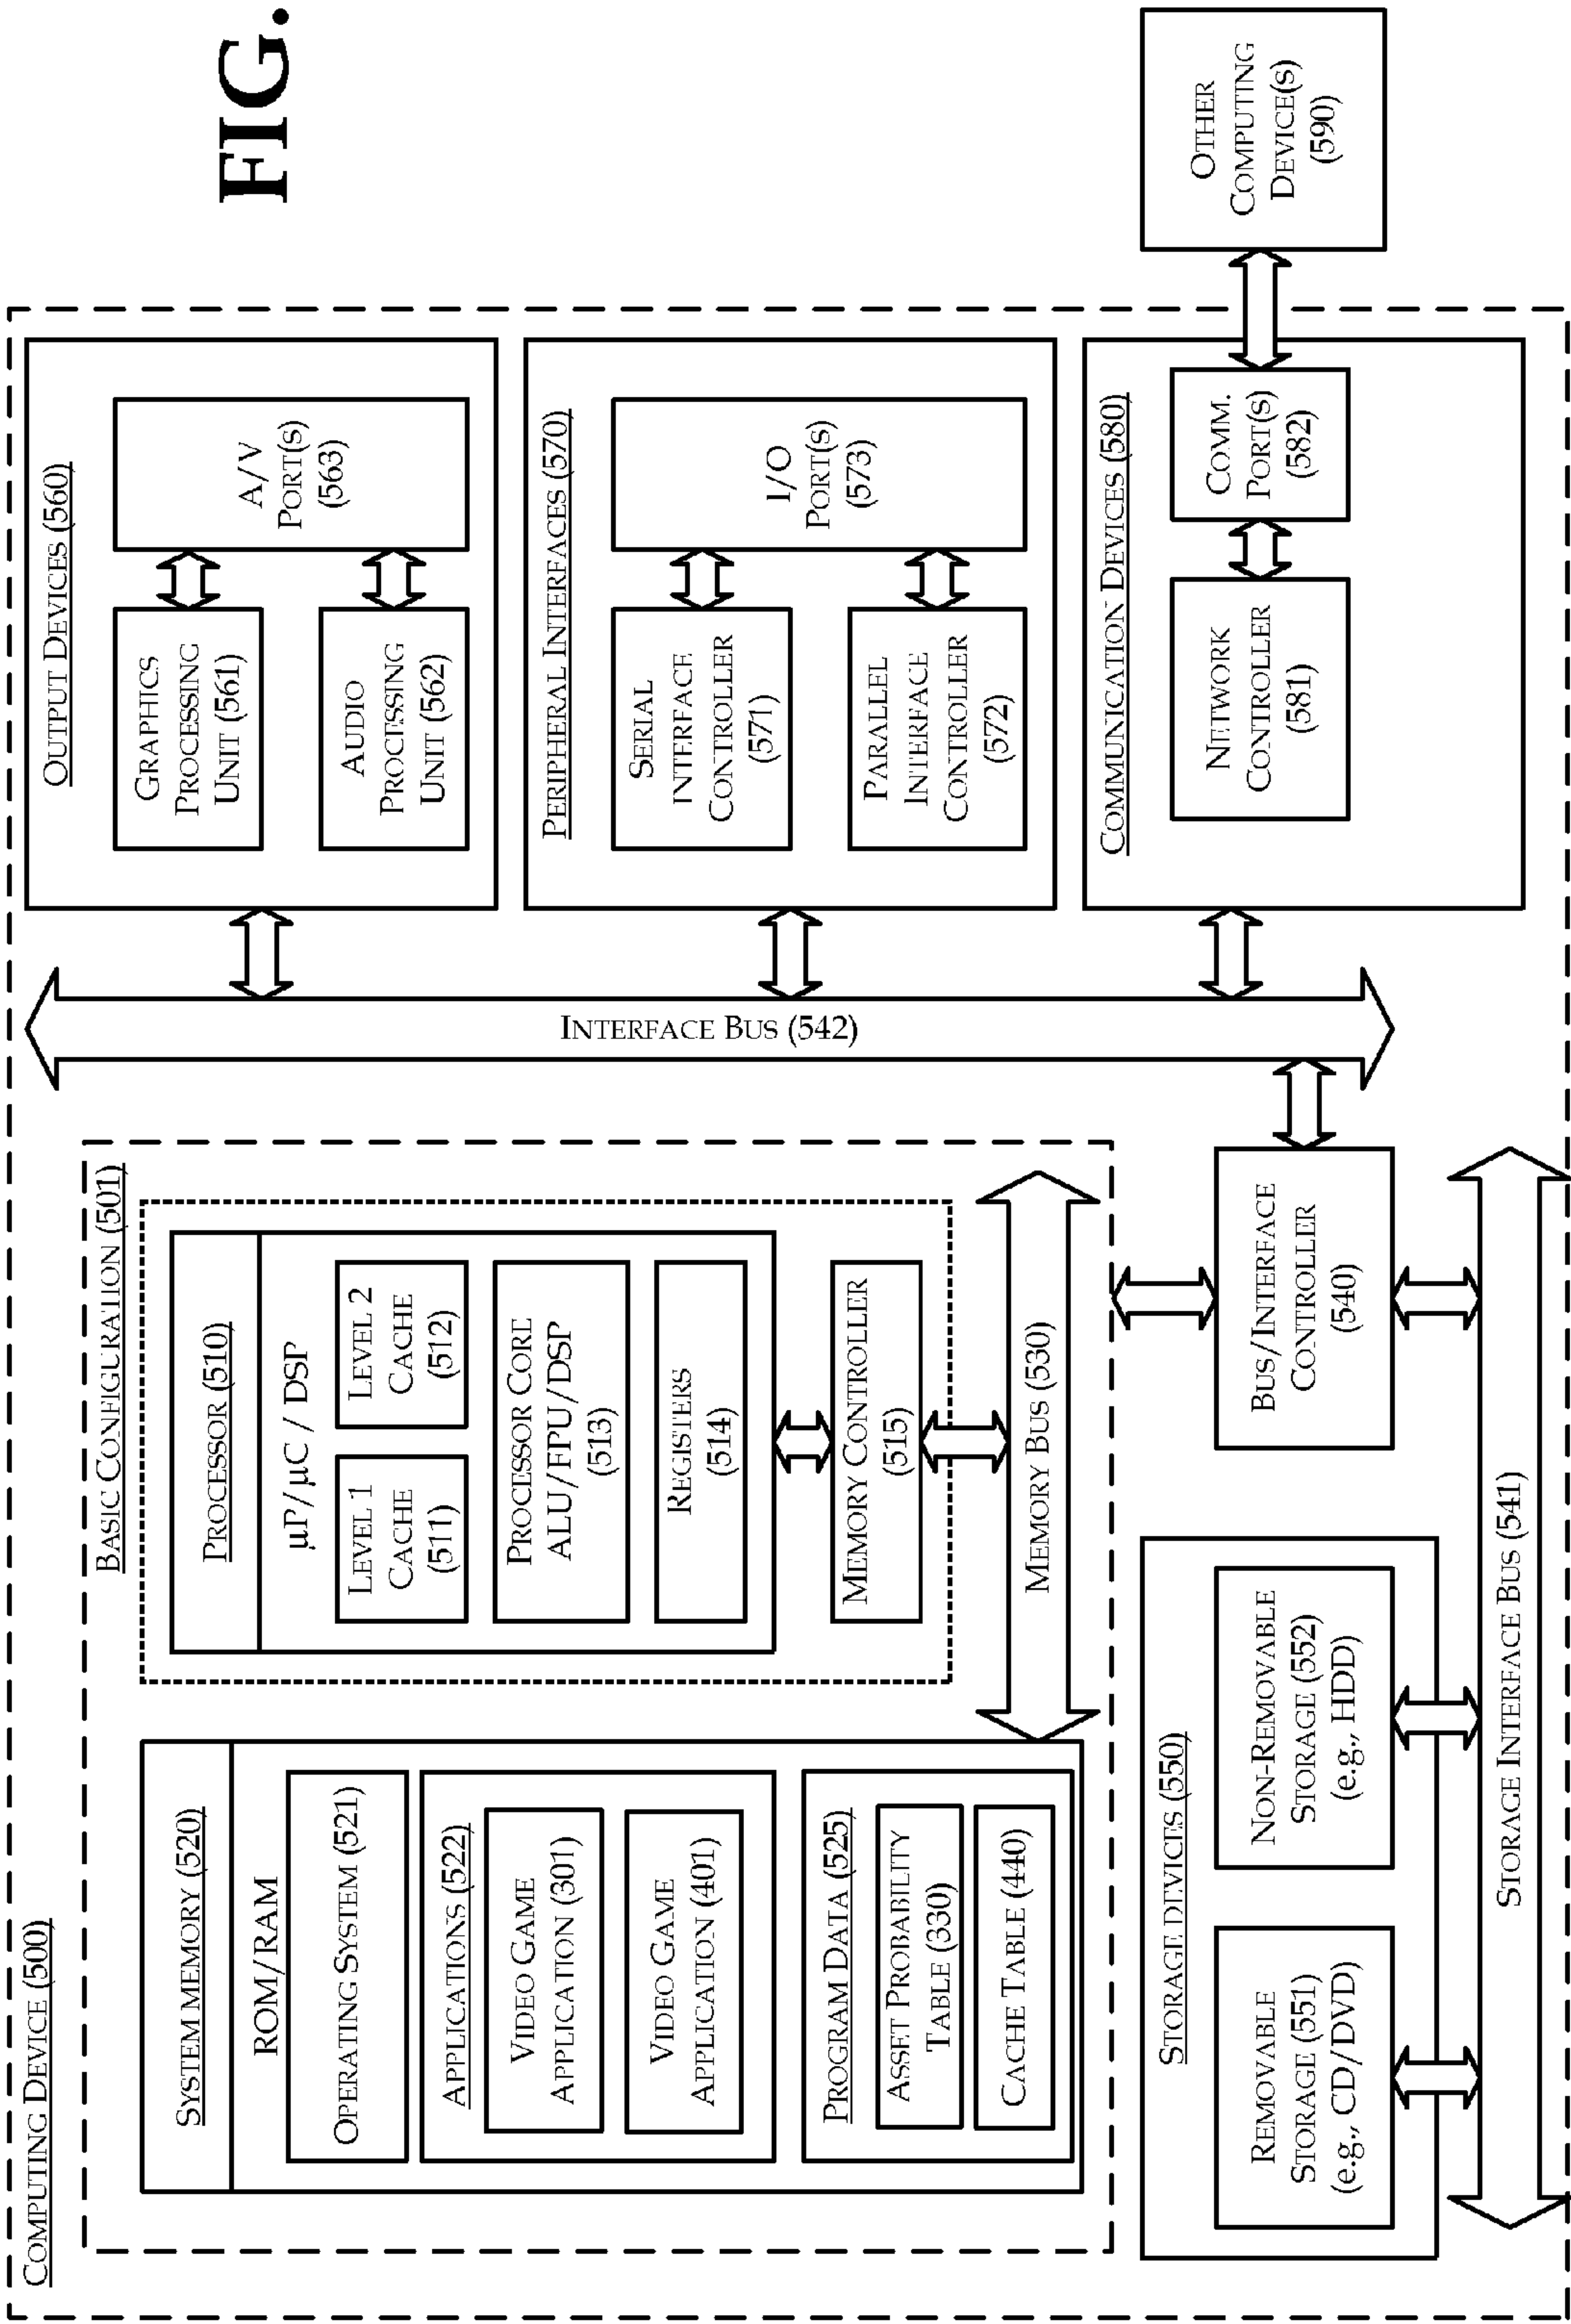 COMPUTING DEVICE (500)
BASIC CONFIGURATION (501)
SYSTEM MEMORY (520)
ROM/RAM
OPERATING SYSTEM (521)
APPLICATIONS (522)
VIDEO GAME
APPLICATION (301)
VIDEO GAME
APPLICATION (401)
PROGRAM DATA (525)
ASSET PROBABILITY
TABLE (330)
CACHE TABLE (440)
PROCESSOR (510)
µP/µC / DSP
LEVEL 1
CACHE
(511)
LEVEL 2
CACHE
(512)
PROCESSOR CORE
ALU/FPU/DSP
(513)
REGISTERS
(514)
MEMORY CONTROLLER
(515)
MEMORY BUS (530)
BUS/INTERFACE
CONTROLLER
(540)
STORAGE DEVICES (550)
REMOVABLE
STORAGE (551)
(e.g., CD/DVD)
NON-REMOVABLE
STORAGE (552)
(e.g., HDD)
STORAGE INTERFACE BUS (541)
INTERFACE BUS (542)
OUTPUT DEVICES (560)
GRAPHICS
PROCESSING
UNIT (561)
AUDIO
PROCESSING
UNIT (562)
A/V
PORT(S)
(563)
PERIPHERAL INTERFACES (570)
SERIAL
INTERFACE
CONTROLLER
(571)
PARALLEL
INTERFACE
CONTROLLER
(572)
I/O
PORT(S)
(573)
COMMUNICATION DEVICES (580)
NETWORK
CONTROLLER
(581)
COMM.
PORT(S)
(582)
OTHER
COMPUTING
DEVICE(S)
(590)
FIG.